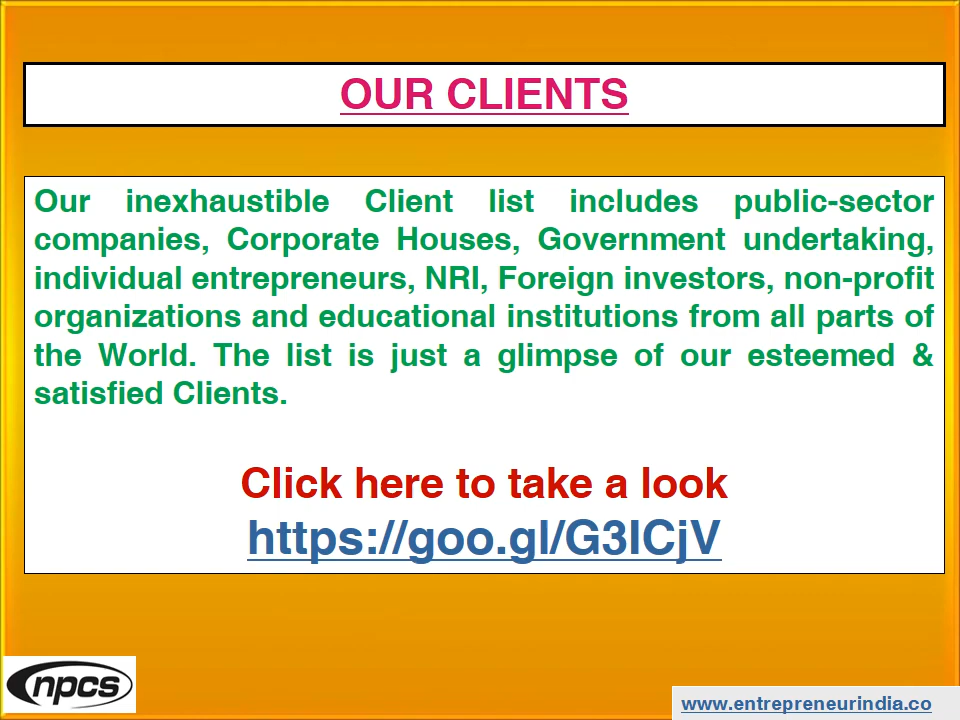 OUR CLIENTS
Our inexhaustible Client list includes public-sector
companies, Corporate Houses, Government undertaking,
individual entrepreneurs, NRI, Foreign investors, non-profit
organizations and educational institutions from all parts of
the World. The list is just a glimpse of our esteemed &
satisfied Clients.
Click here to take a look
https://goo.gl/G3ICjV
npcs
www.entrepreneurindia.co